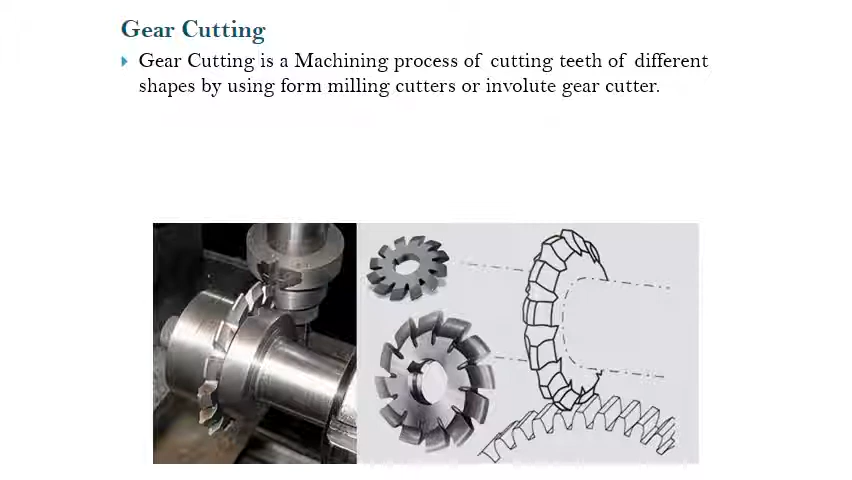 Gear Cutting
Gear Cutting is a Machining process of cutting teeth of different
shapes by using form milling cutters or involute gear cutter.